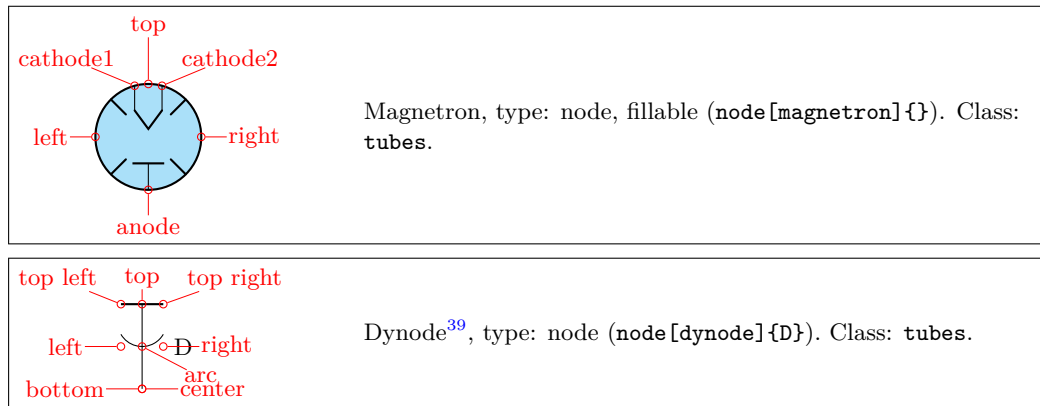 top
cathode1 cathode2
Magnetron, type: node, fillable (node[magnetron]{}). Class:
tubes.
left right
anode
top left top top right
Dynode39, type: node (node[dynode]{D}). Class: tubes.
left D right
arc
bottom center